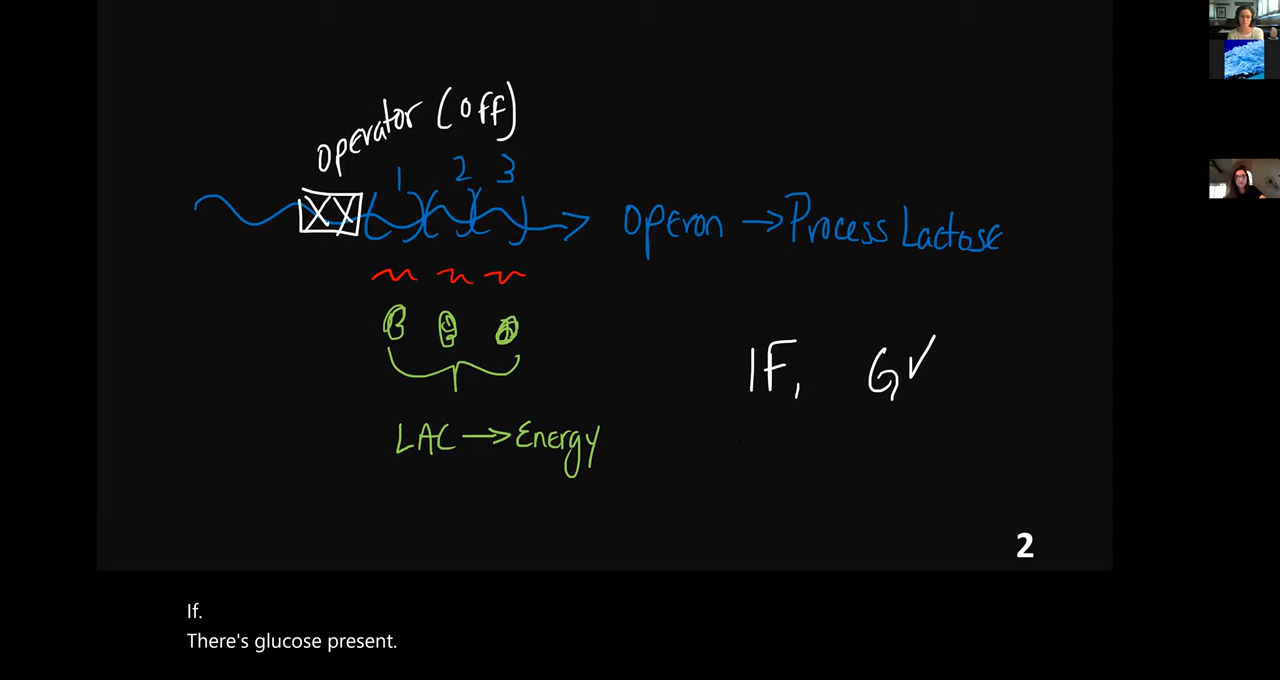 operator (off)
XX
1 2 3
operon → Process Lactose
IF, G✓
LAC → Energy
2
If.
There's glucose present.